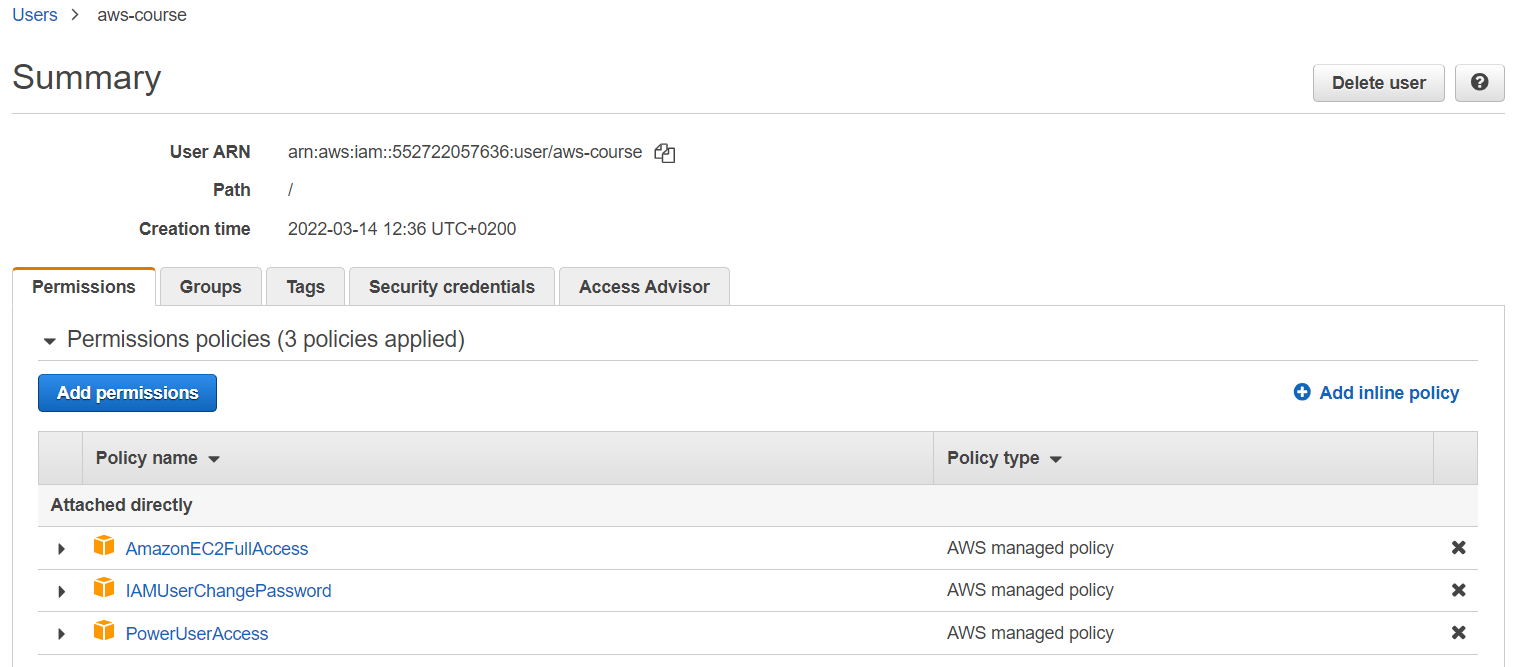 Users > aws-course
Summary
Delete user
?
User ARN arn:aws:iam::552722057636:user/aws-course
Path /
Creation time 2022-03-14 12:36 UTC+0200
Permissions Groups Tags Security credentials Access Advisor
Permissions policies (3 policies applied)
Add permissions
Add inline policy
Policy name Policy type
Attached directly
AmazonEC2FullAccess AWS managed policy
IAMUserChangePassword AWS managed policy
PowerUserAccess AWS managed policy